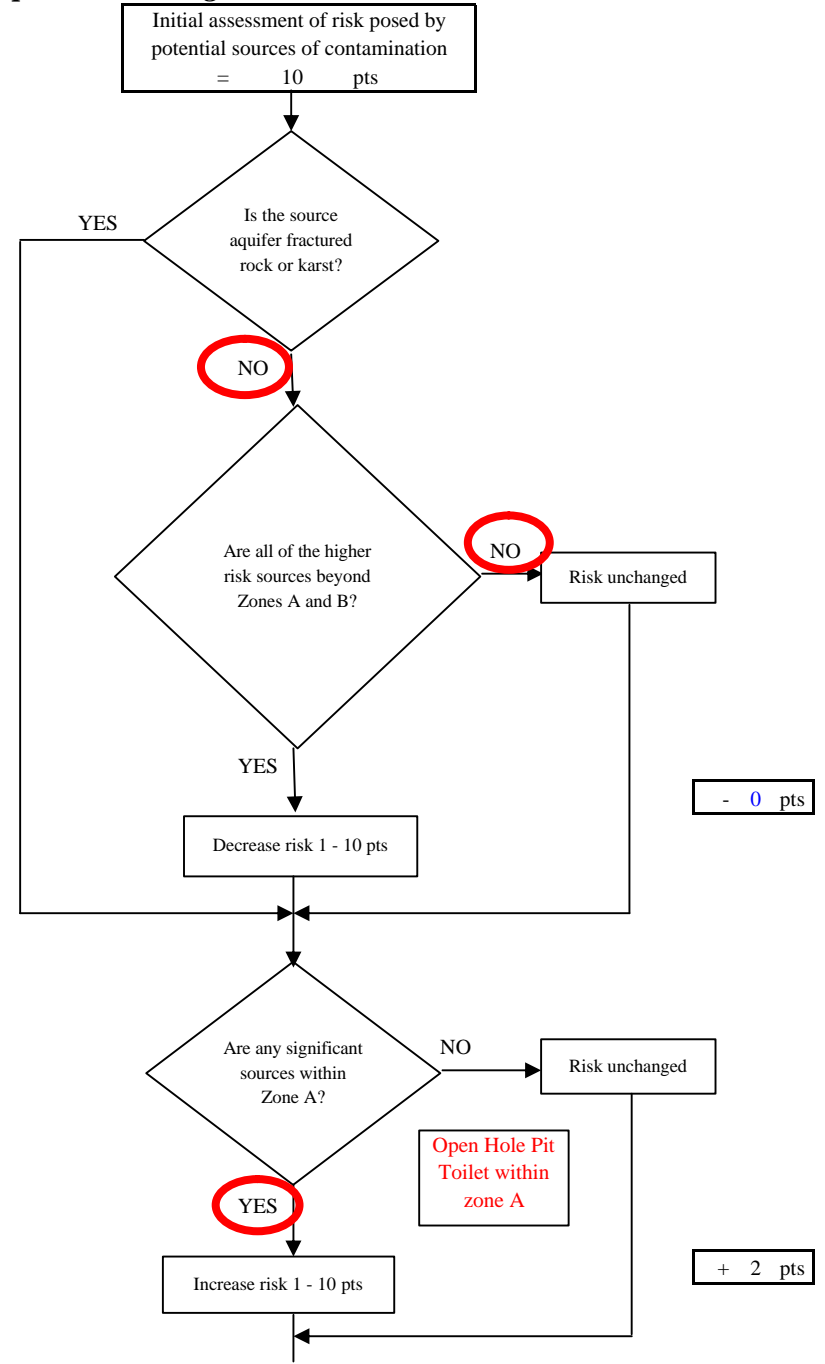 Initial assessment of risk posed by
potential sources of contamination
= 10 pts
YES
Is the source
aquifer fractured
rock or karst?
NO
Are all of the higher
risk sources beyond
Zones A and B?
NO
Risk unchanged
YES
- 0 pts
Decrease risk 1 - 10 pts
Are any significant
sources within
Zone A?
NO
Risk unchanged
Open Hole Pit
Toilet within
zone A
YES
Increase risk 1 - 10 pts
+ 2 pts